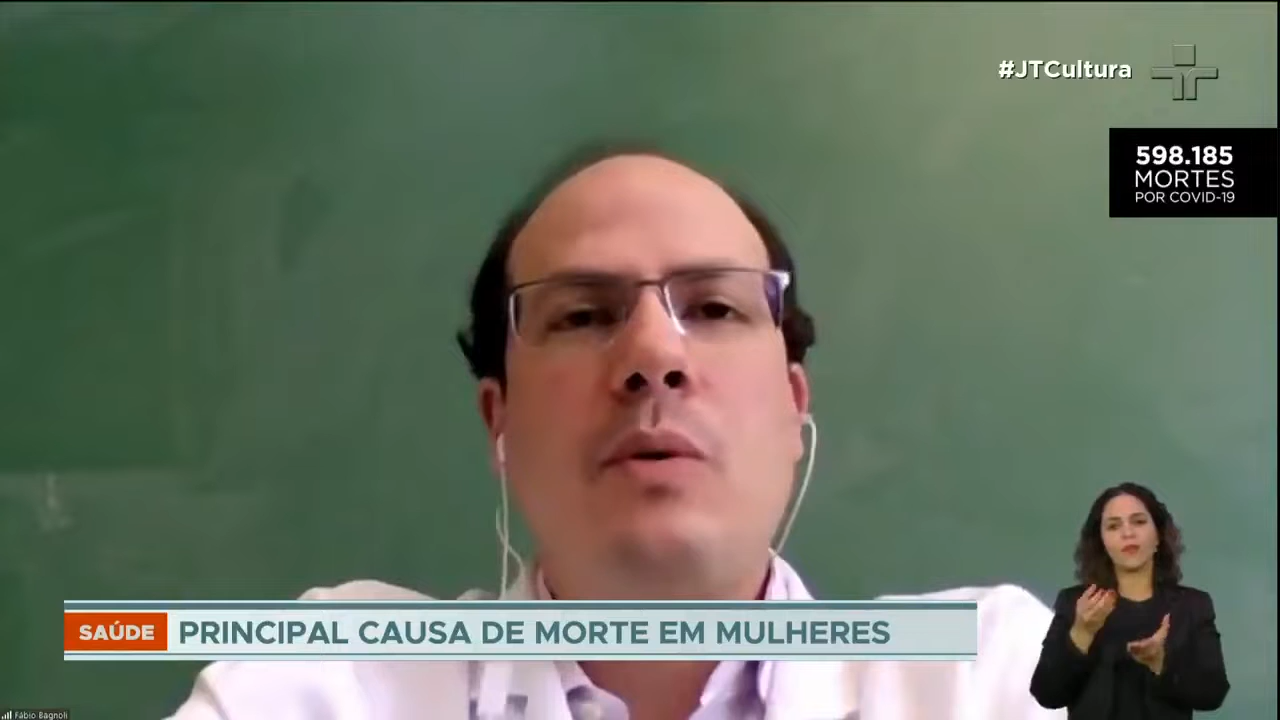 #JTCultura
598.185
MORTES
POR COVID-19
SAÚDE PRINCIPAL CAUSA DE MORTE EM MULHERES
Fábio Bagnoli